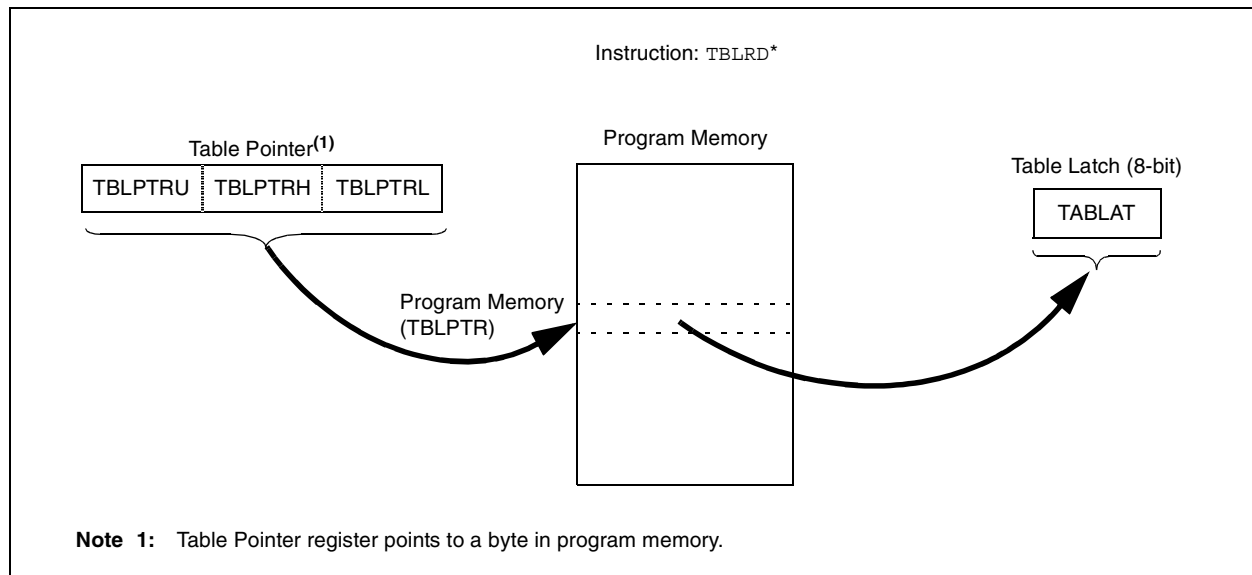 Instruction: TBLRD*
Table Pointer(1)
TBLPTRU TBLPTRH TBLPTRL
Program Memory
Table Latch (8-bit)
TABLAT
Program Memory
(TBLPTR)
Note 1: Table Pointer register points to a byte in program memory.